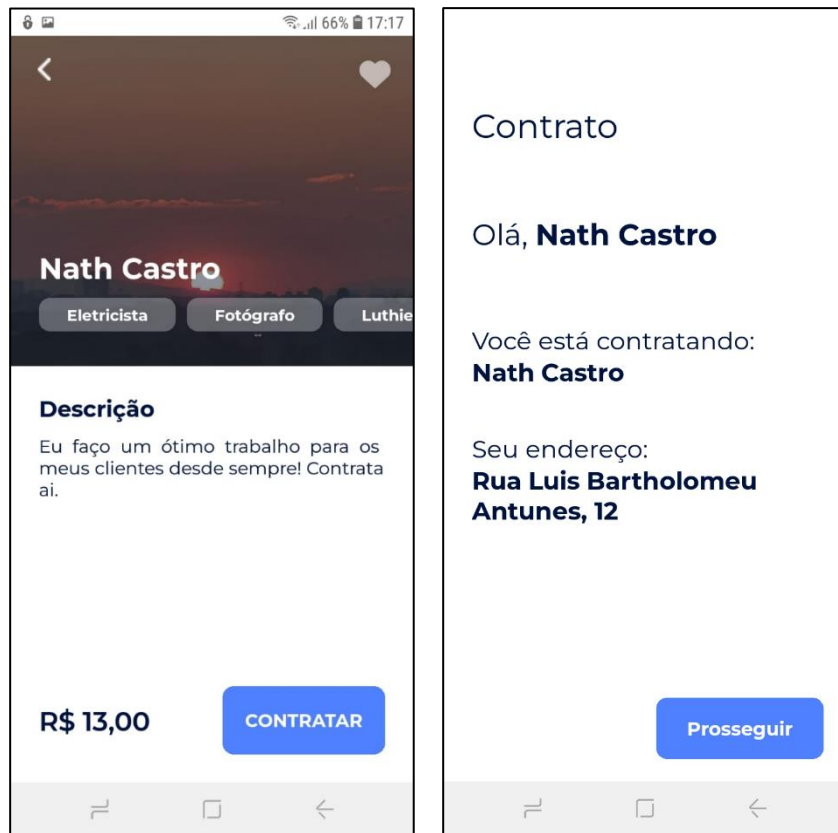 66% 17:17
Nath Castro
Eletricista Fotógrafo Luthie
Descrição
Eu faço um ótimo trabalho para os
meus clientes desde sempre! Contrata
ai.
R$ 13,00 CONTRATAR
Contrato
Olá, Nath Castro
Você está contratando:
Nath Castro
Seu endereço:
Rua Luis Bartholomeu
Antunes, 12
Prosseguir